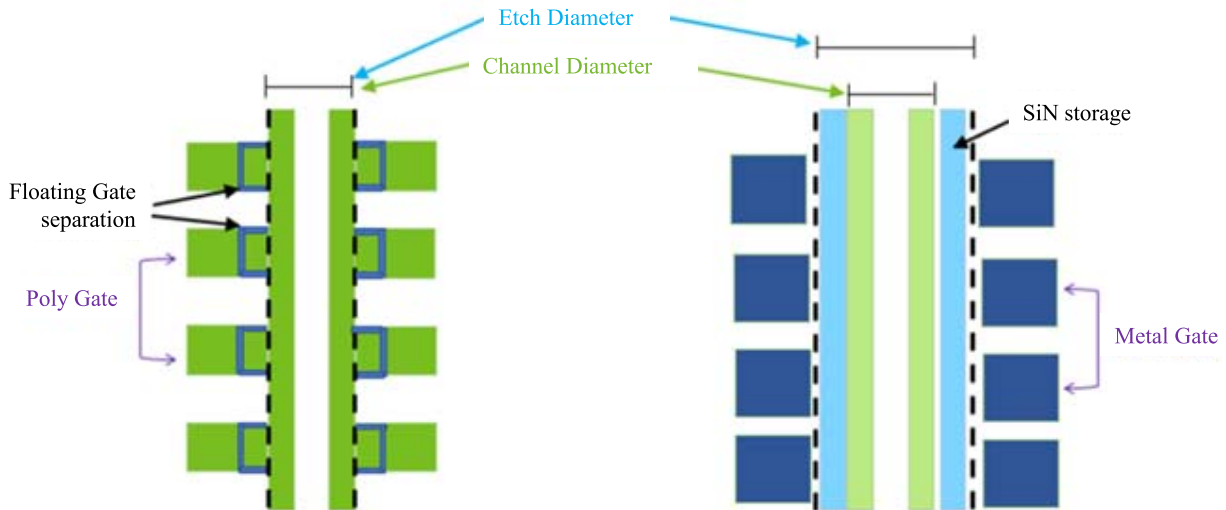 Etch Diameter
Channel Diameter
SiN storage
Floating Gate
separation
Poly Gate
Metal Gate